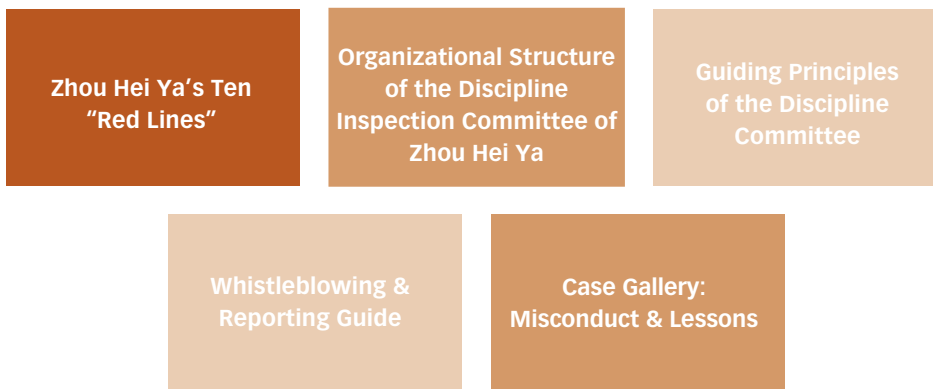 Zhou Hei Ya’s Ten
“Red Lines”
Organizational Structure
of the Discipline
Inspection Committee of
Zhou Hei Ya
Guiding Principles
of the Discipline
Committee
Whistleblowing &
Reporting Guide
Case Gallery:
Misconduct & Lessons